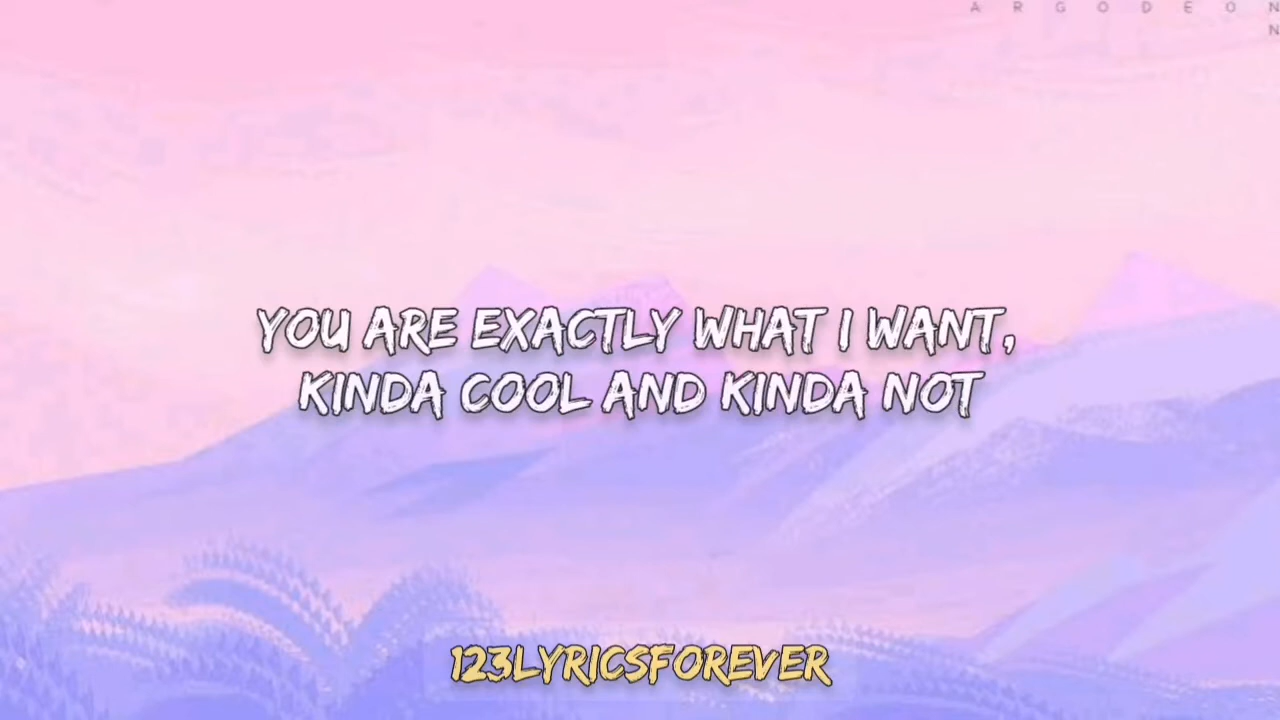 A R G O D E O N
N
YOU ARE EXACTLY WHAT I WANT,
KINDA COOL AND KINDA NOT
123LYRICSFOREVER